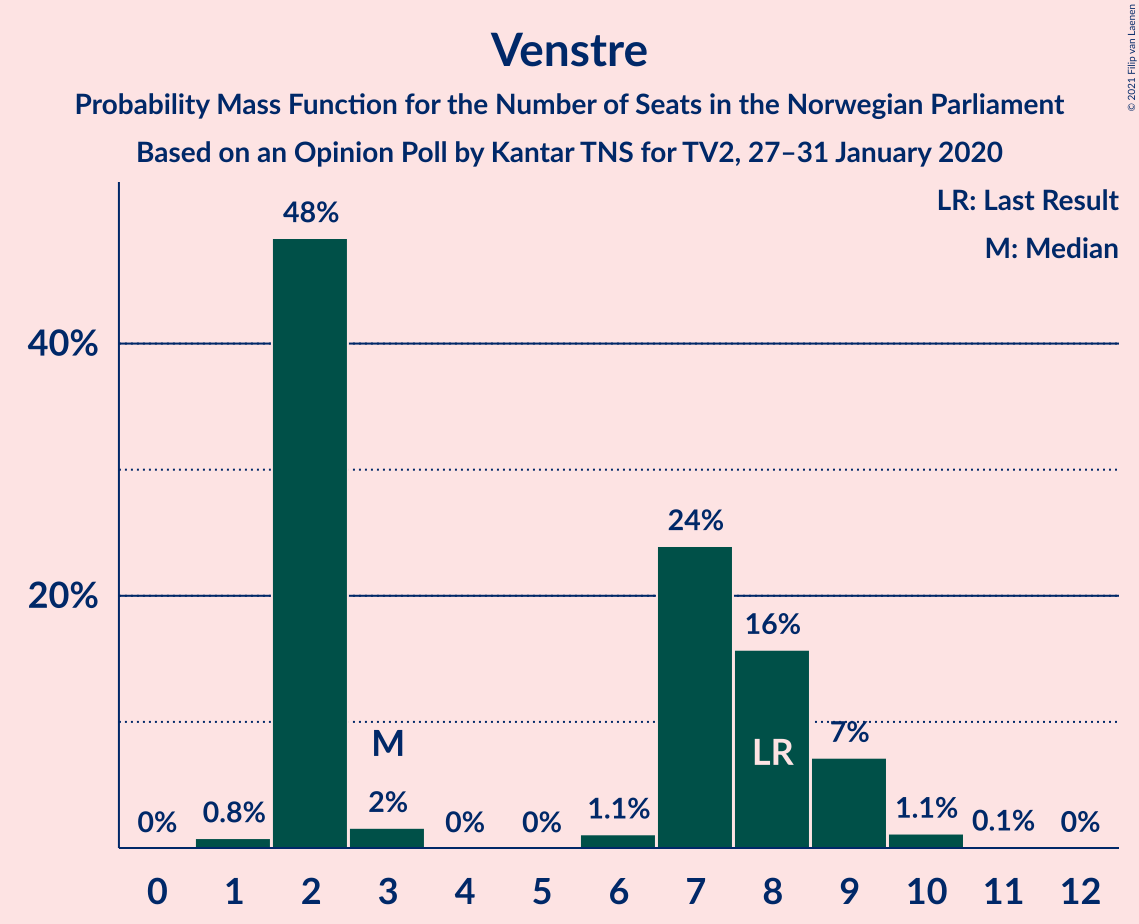 Venstre
Probability Mass Function for the Number of Seats in the Norwegian Parliament
Based on an Opinion Poll by Kantar TNS for TV2, 27–31 January 2020
© 2021 Filip van Laenen
LR: Last Result
M: Median
40%
20%
0%
0.8%
48%
M
2%
0%
0%
1.1%
24%
16%
LR
7%
1.1%
0.1%
0%
0 1 2 3 4 5 6 7 8 9 10 11 12